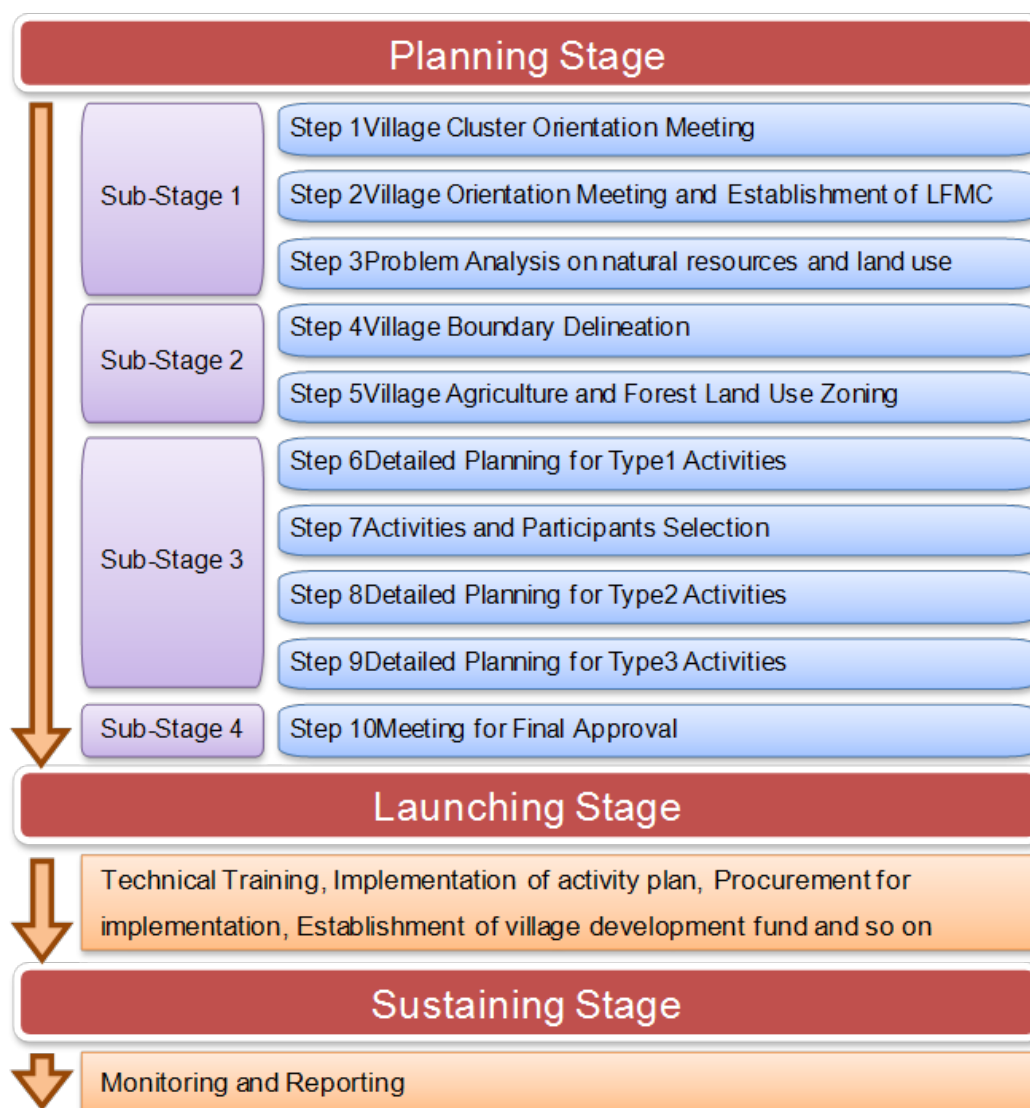 Planning Stage
Sub-Stage 1
Step 1Village Cluster Orientation Meeting
Step 2Village Orientation Meeting and Establishment of LFMC
Step 3Problem Analysis on natural resources and land use
Sub-Stage 2
Step 4Village Boundary Delineation
Step 5Village Agriculture and Forest Land Use Zoning
Sub-Stage 3
Step 6Detailed Planning for Type1 Activities
Step 7Activities and Participants Selection
Step 8Detailed Planning for Type2 Activities
Step 9Detailed Planning for Type3 Activities
Sub-Stage 4
Step 10Meeting for Final Approval
Launching Stage
Technical Training, Implementation of activity plan, Procurement for
implementation, Establishment of village development fund and so on
Sustaining Stage
Monitoring and Reporting